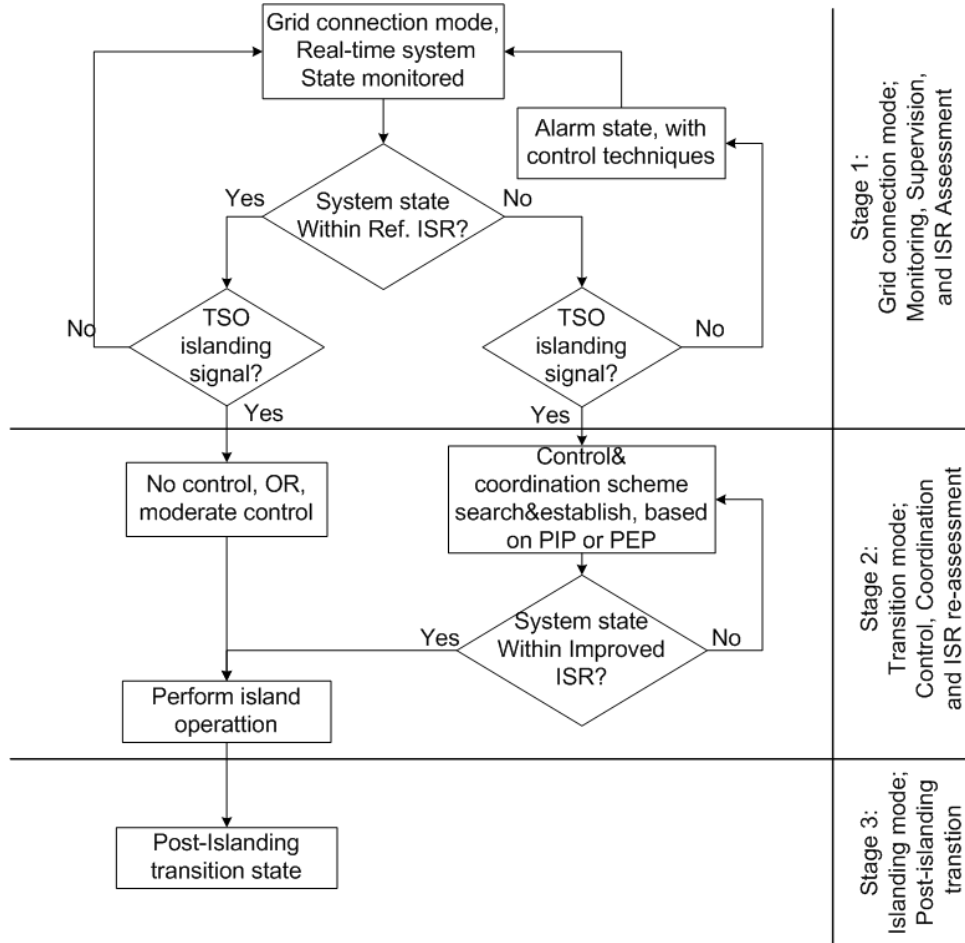 Grid connection mode,
Real-time system
State monitored
Alarm state, with
control techniques
Yes
System state
Within Ref. ISR?
No
No
TSO
islanding
signal?
Yes
TSO
islanding
signal?
No
Yes
Stage 1:
Grid connection mode;
Monitoring, Supervision,
and ISR Assessment
No control, OR,
moderate control
Control&
coordination scheme
search&establish, based
on PIP or PEP
Yes
System state
Within Improved
ISR?
No
Perform island
operattion
Stage 2:
Transition mode;
Control, Coordination
and ISR re-assessment
Post-Islanding
transition state
Stage 3:
Islanding mode;
Post-islanding
transition